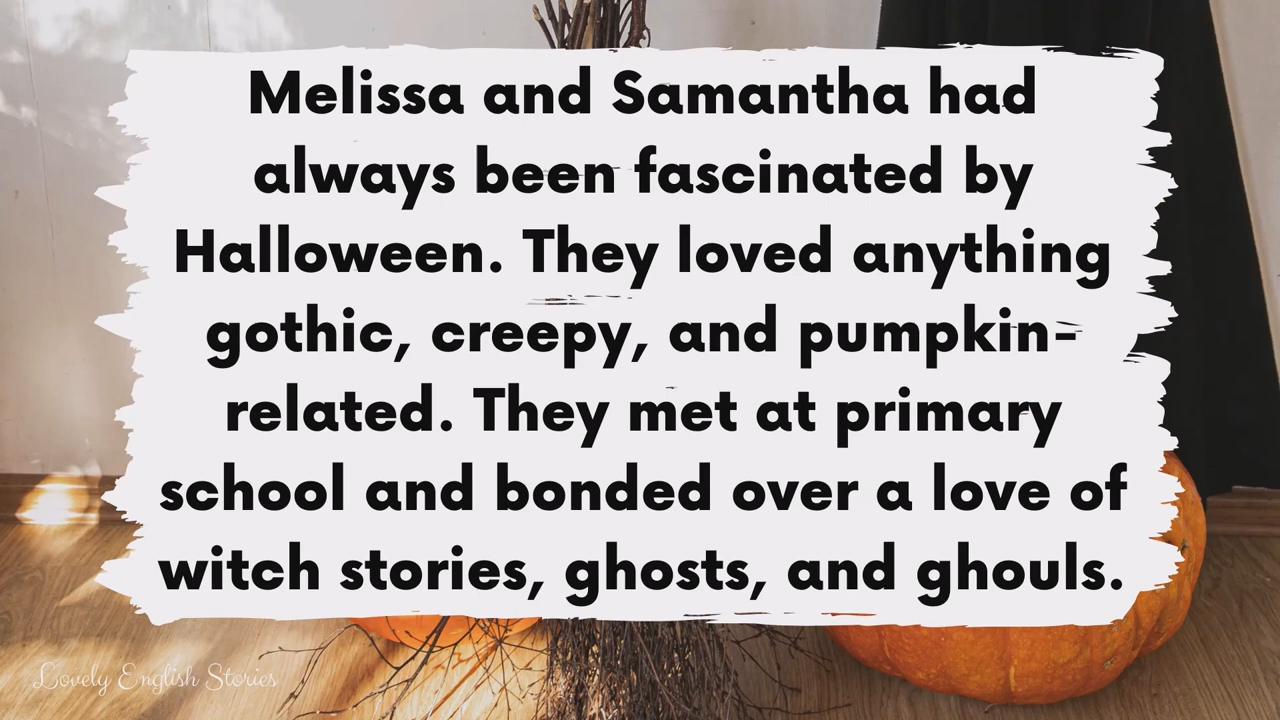 Melissa and Samantha had
always been fascinated by
Halloween. They loved anything
gothic, creepy, and pumpkin-
related. They met at primary
school and bonded over a love of
witch stories, ghosts, and ghouls.
Lovely English Stories